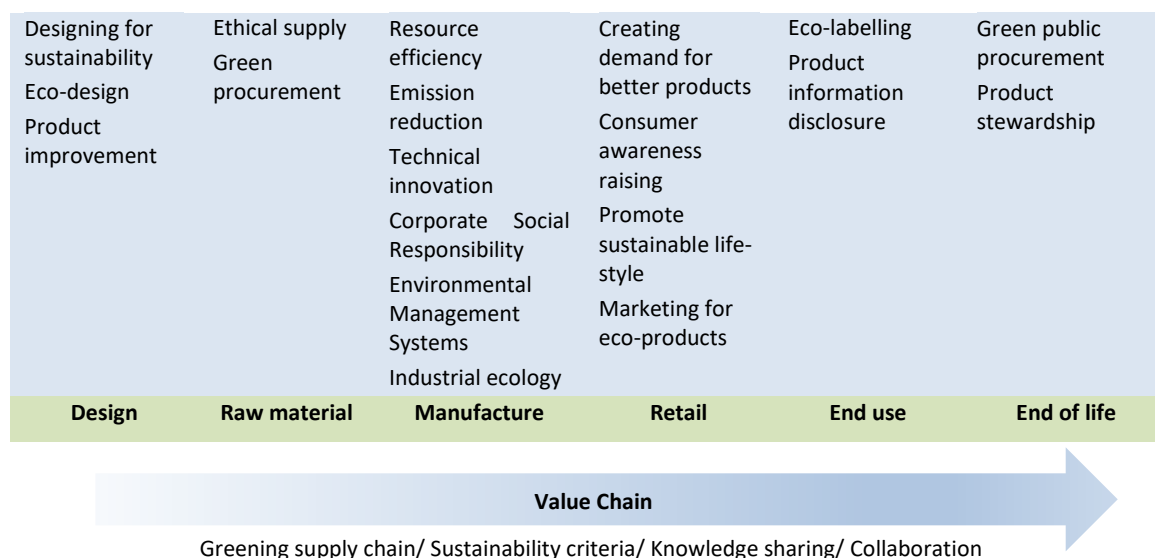 Designing for
sustainability
Eco-design
Product
improvement
Ethical supply
Green
procurement
Resource
efficiency
Emission
reduction
Technical
innovation
Corporate Social
Responsibility
Environmental
Management
Systems
Industrial ecology
Creating
demand for
better products
Consumer
awareness
raising
Promote
sustainable life-
style
Marketing for
eco-products
Eco-labelling
Product
information
disclosure
Green public
procurement
Product
stewardship
Design Raw material Manufacture Retail End use End of life
Value Chain
Greening supply chain/ Sustainability criteria/ Knowledge sharing/ Collaboration